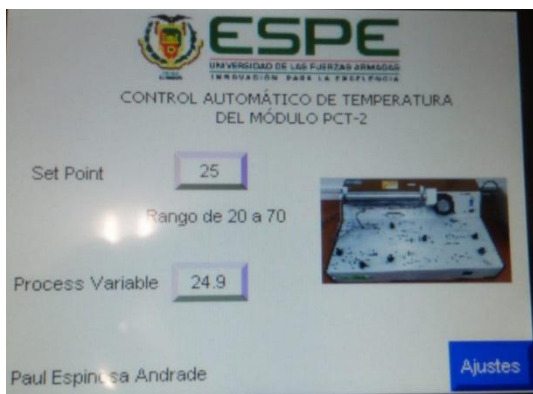 ESPE
UNIVERSIDAD DE LAS FUERZAS ARMADAS
INNOVACIÓN PARA LA EXCELENCIA
CONTROL AUTOMÁTICO DE TEMPERATURA
DEL MÓDULO PCT-2
Set Point 25
Rango de 20 a 70
Process Variable 24.9
Paul Espinosa Andrade
Ajustes